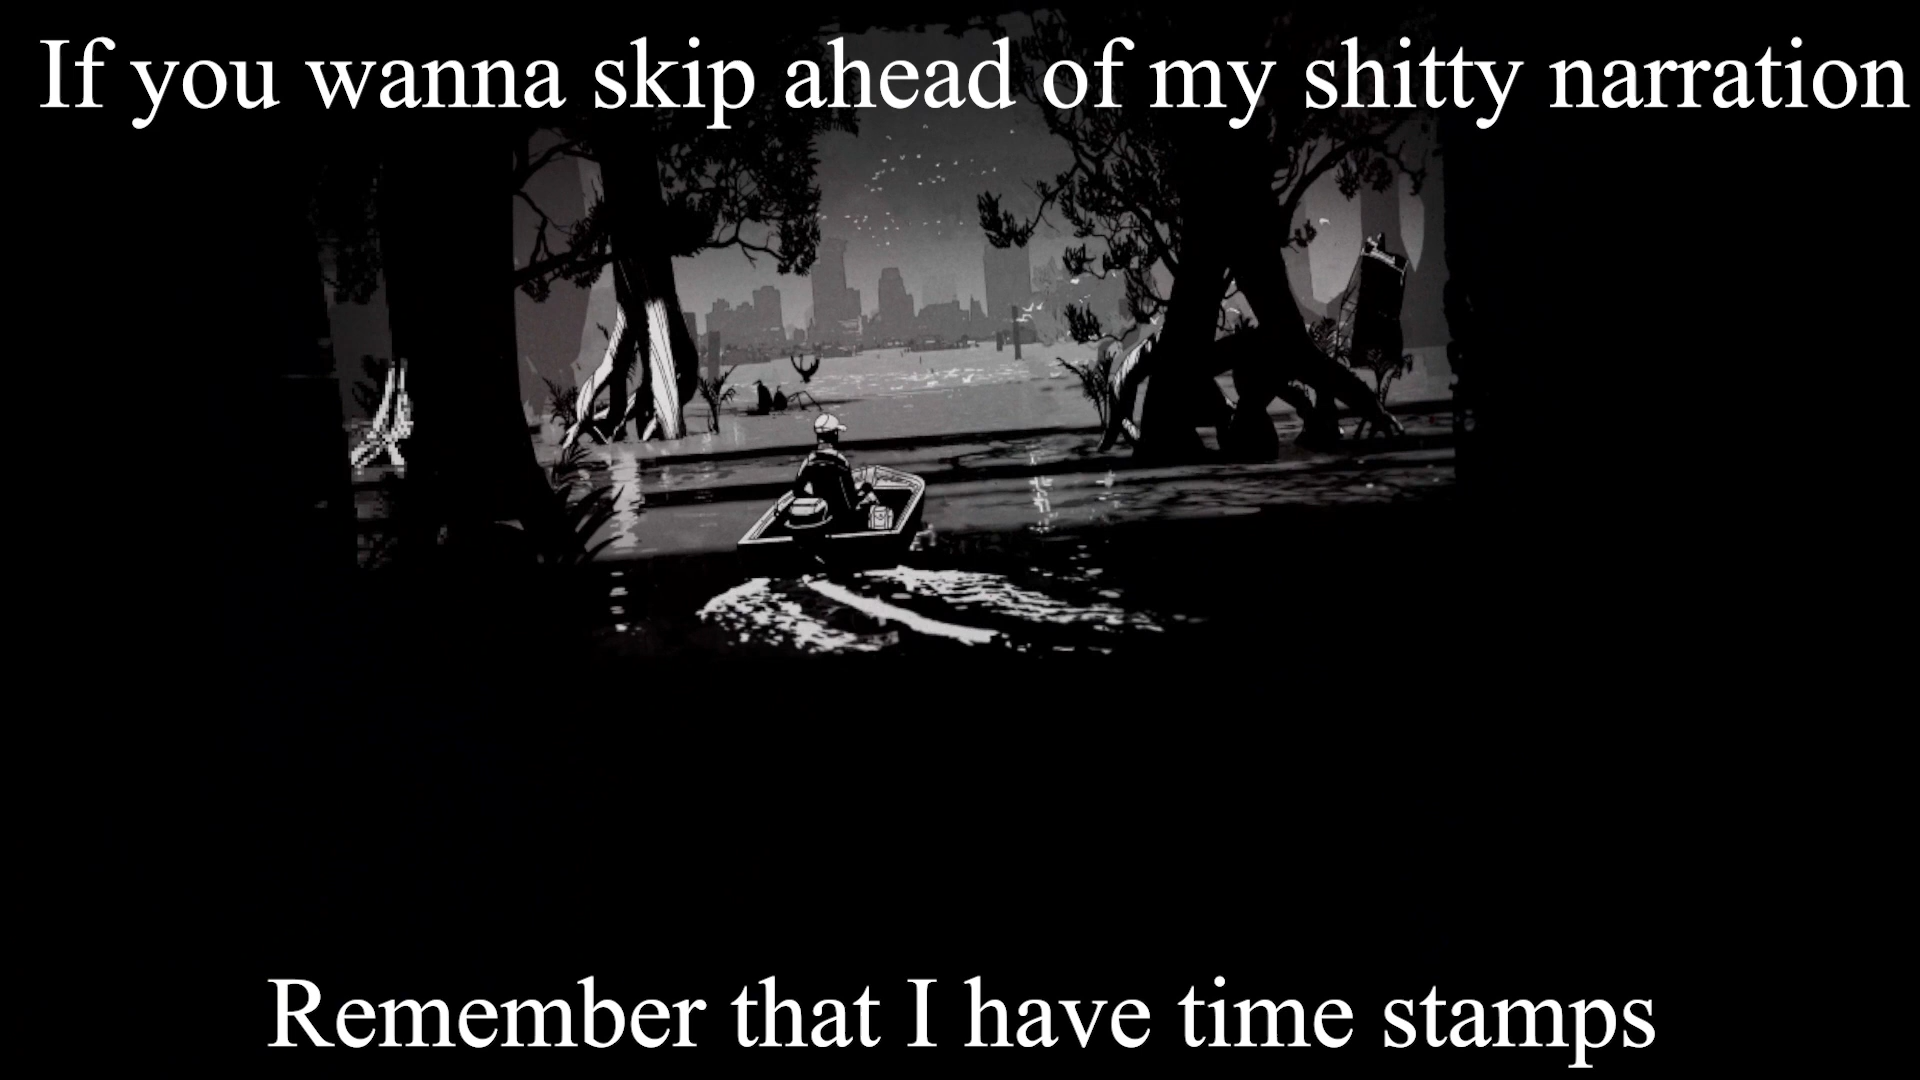 If you wanna skip ahead of my shitty narration
Remember that I have time stamps